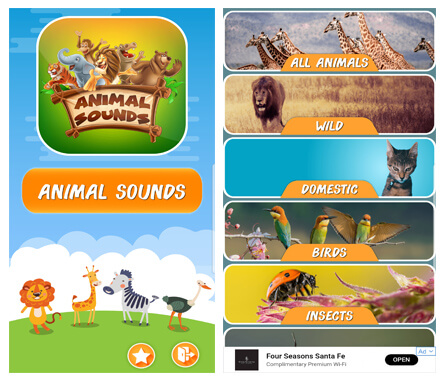 ANIMAL
SOUNDS
ANIMAL SOUNDS
ALL ANIMALS
WILD
DOMESTIC
BIRDS
INSECTS
Four Seasons Santa Fe
Complimentary Premium Wi-Fi
OPEN
Ad